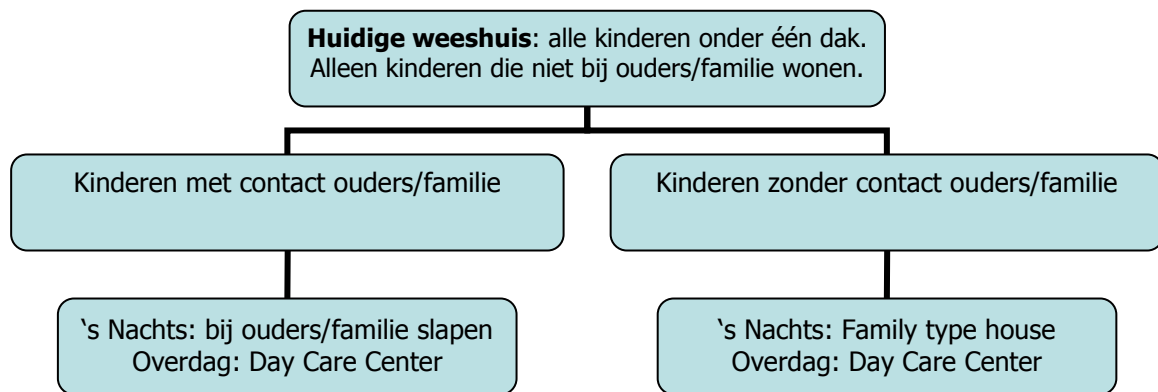 Huidige weeshuis: alle kinderen onder één dak.
Alleen kinderen die niet bij ouders/familie wonen.
Kinderen met contact ouders/familie
Kinderen zonder contact ouders/familie
‘s Nachts: bij ouders/familie slapen
Overdag: Day Care Center
‘s Nachts: Family type house
Overdag: Day Care Center